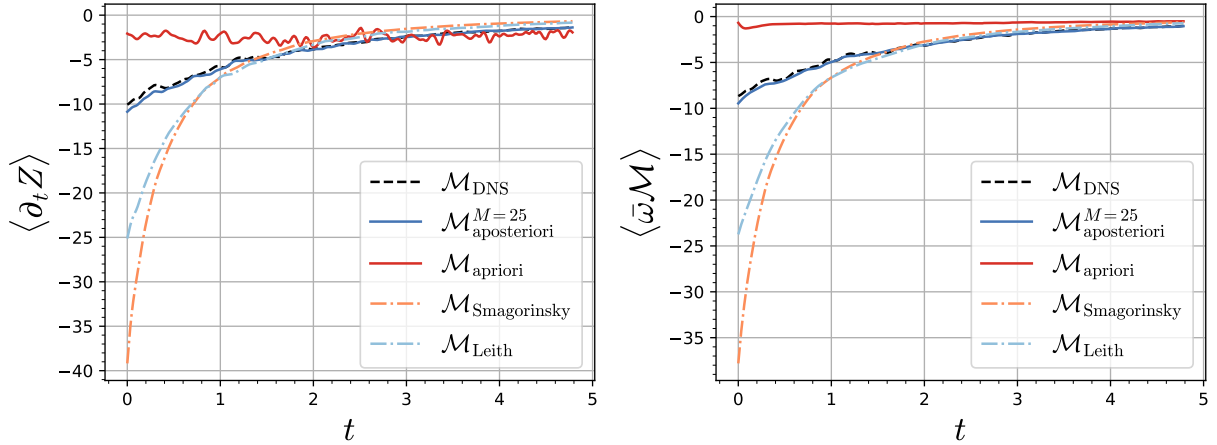 0
−5
−10
−15
−20
−25
−30
−35
−40
⟨∂ₜZ⟩
0
1
2
3
4
5
t
ℳ_DNS
ℳ_aposteriori^{M=25}
ℳ_apriori
ℳ_Smagorinsky
ℳ_Leith
0
−5
−10
−15
−20
−25
−30
−35
⟨ω̄ℳ⟩
0
1
2
3
4
5
t
ℳ_DNS
ℳ_aposteriori^{M=25}
ℳ_apriori
ℳ_Smagorinsky
ℳ_Leith